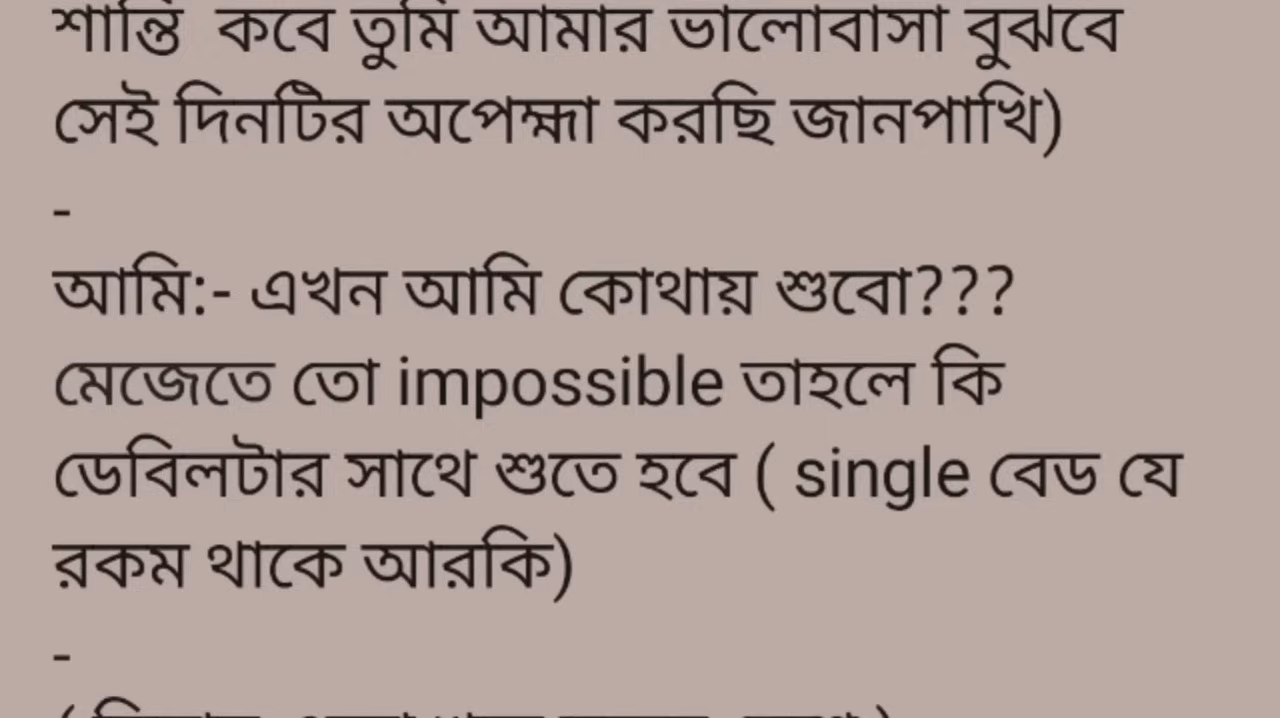 শান্তি কবে তুমি আমার ভালোবাসা বুঝবে
সেই দিনটির অপেহ্মা করছি জানপাখি)
-
আমি:- এখন আমি কোথায় শুবো???
মেজেতে তো impossible তাহলে কি
ডেবিলটার সাথে শুতে হবে ( single বেড যে
রকম থাকে আরকি)
-